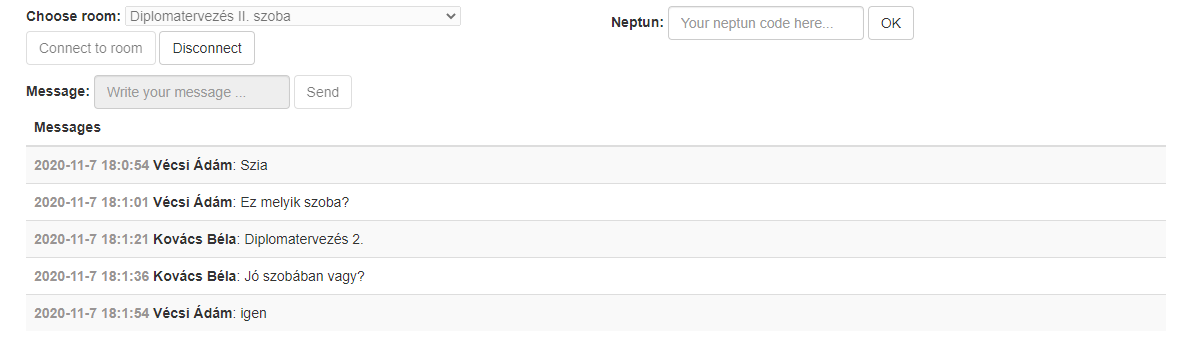 Choose room: Diplomatervezés II. szoba
Neptun: Your neptun code here... OK
Connect to room Disconnect
Message: Write your message ... Send
Messages
2020-11-7 18:0:54 Vécsi Ádám: Szia
2020-11-7 18:1:01 Vécsi Ádám: Ez melyik szoba?
2020-11-7 18:1:21 Kovács Béla: Diplomatervezés 2.
2020-11-7 18:1:36 Kovács Béla: Jó szobában vagy?
2020-11-7 18:1:54 Vécsi Ádám: igen